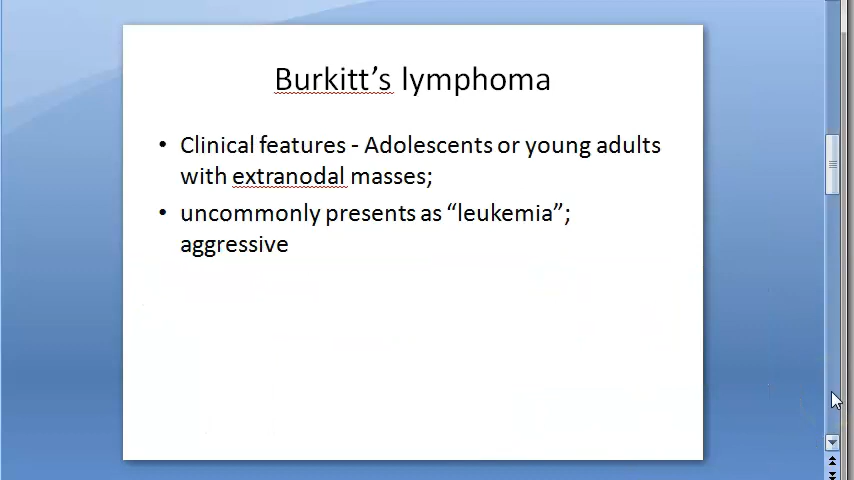 Burkitt’s lymphoma
• Clinical features - Adolescents or young adults
with extranodal masses;
• uncommonly presents as “leukemia”;
aggressive